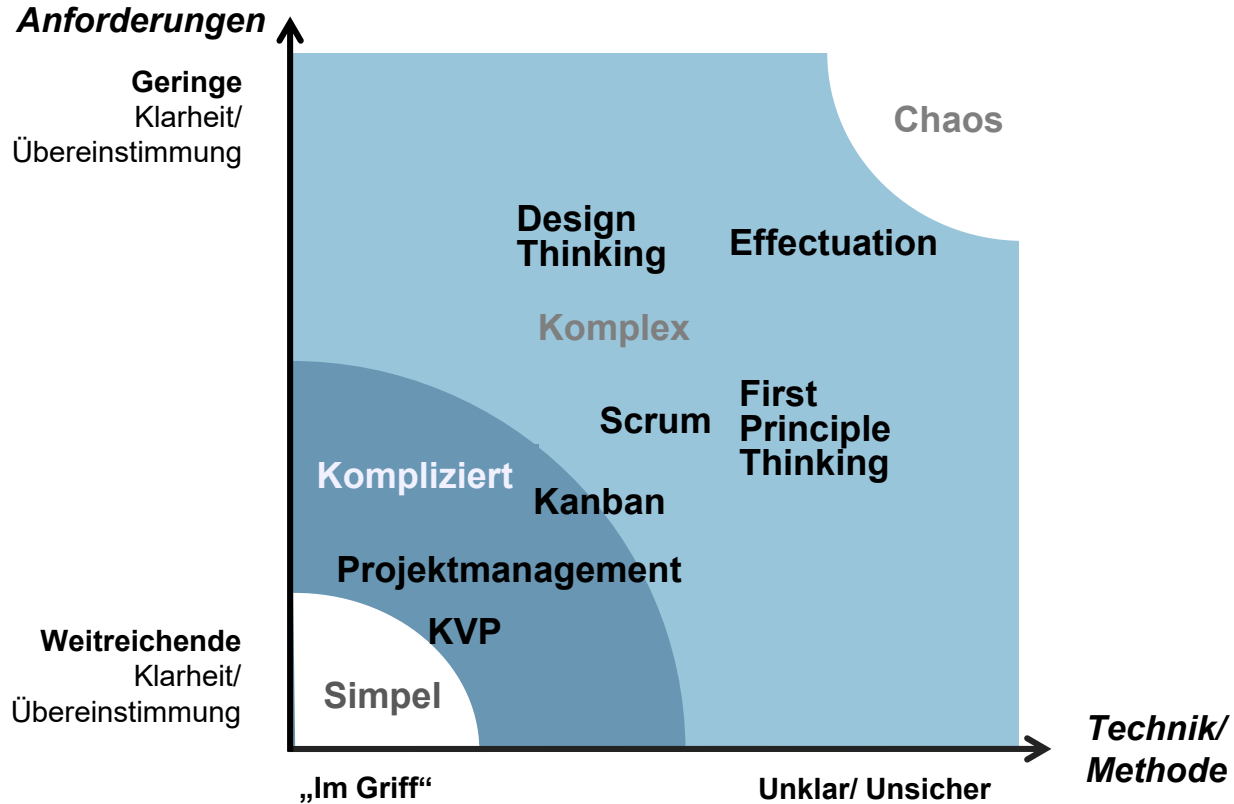 Anforderungen
Geringe
Klarheit/
Übereinstimmung
Chaos
Design
Thinking
Effectuation
Komplex
First
Principle
Thinking
Scrum
Kompliziert
Kanban
Projektmanagement
KVP
Weitreichende
Klarheit/
Übereinstimmung
Simpel
Technik/
Methode
„Im Griff“
Unklar/ Unsicher